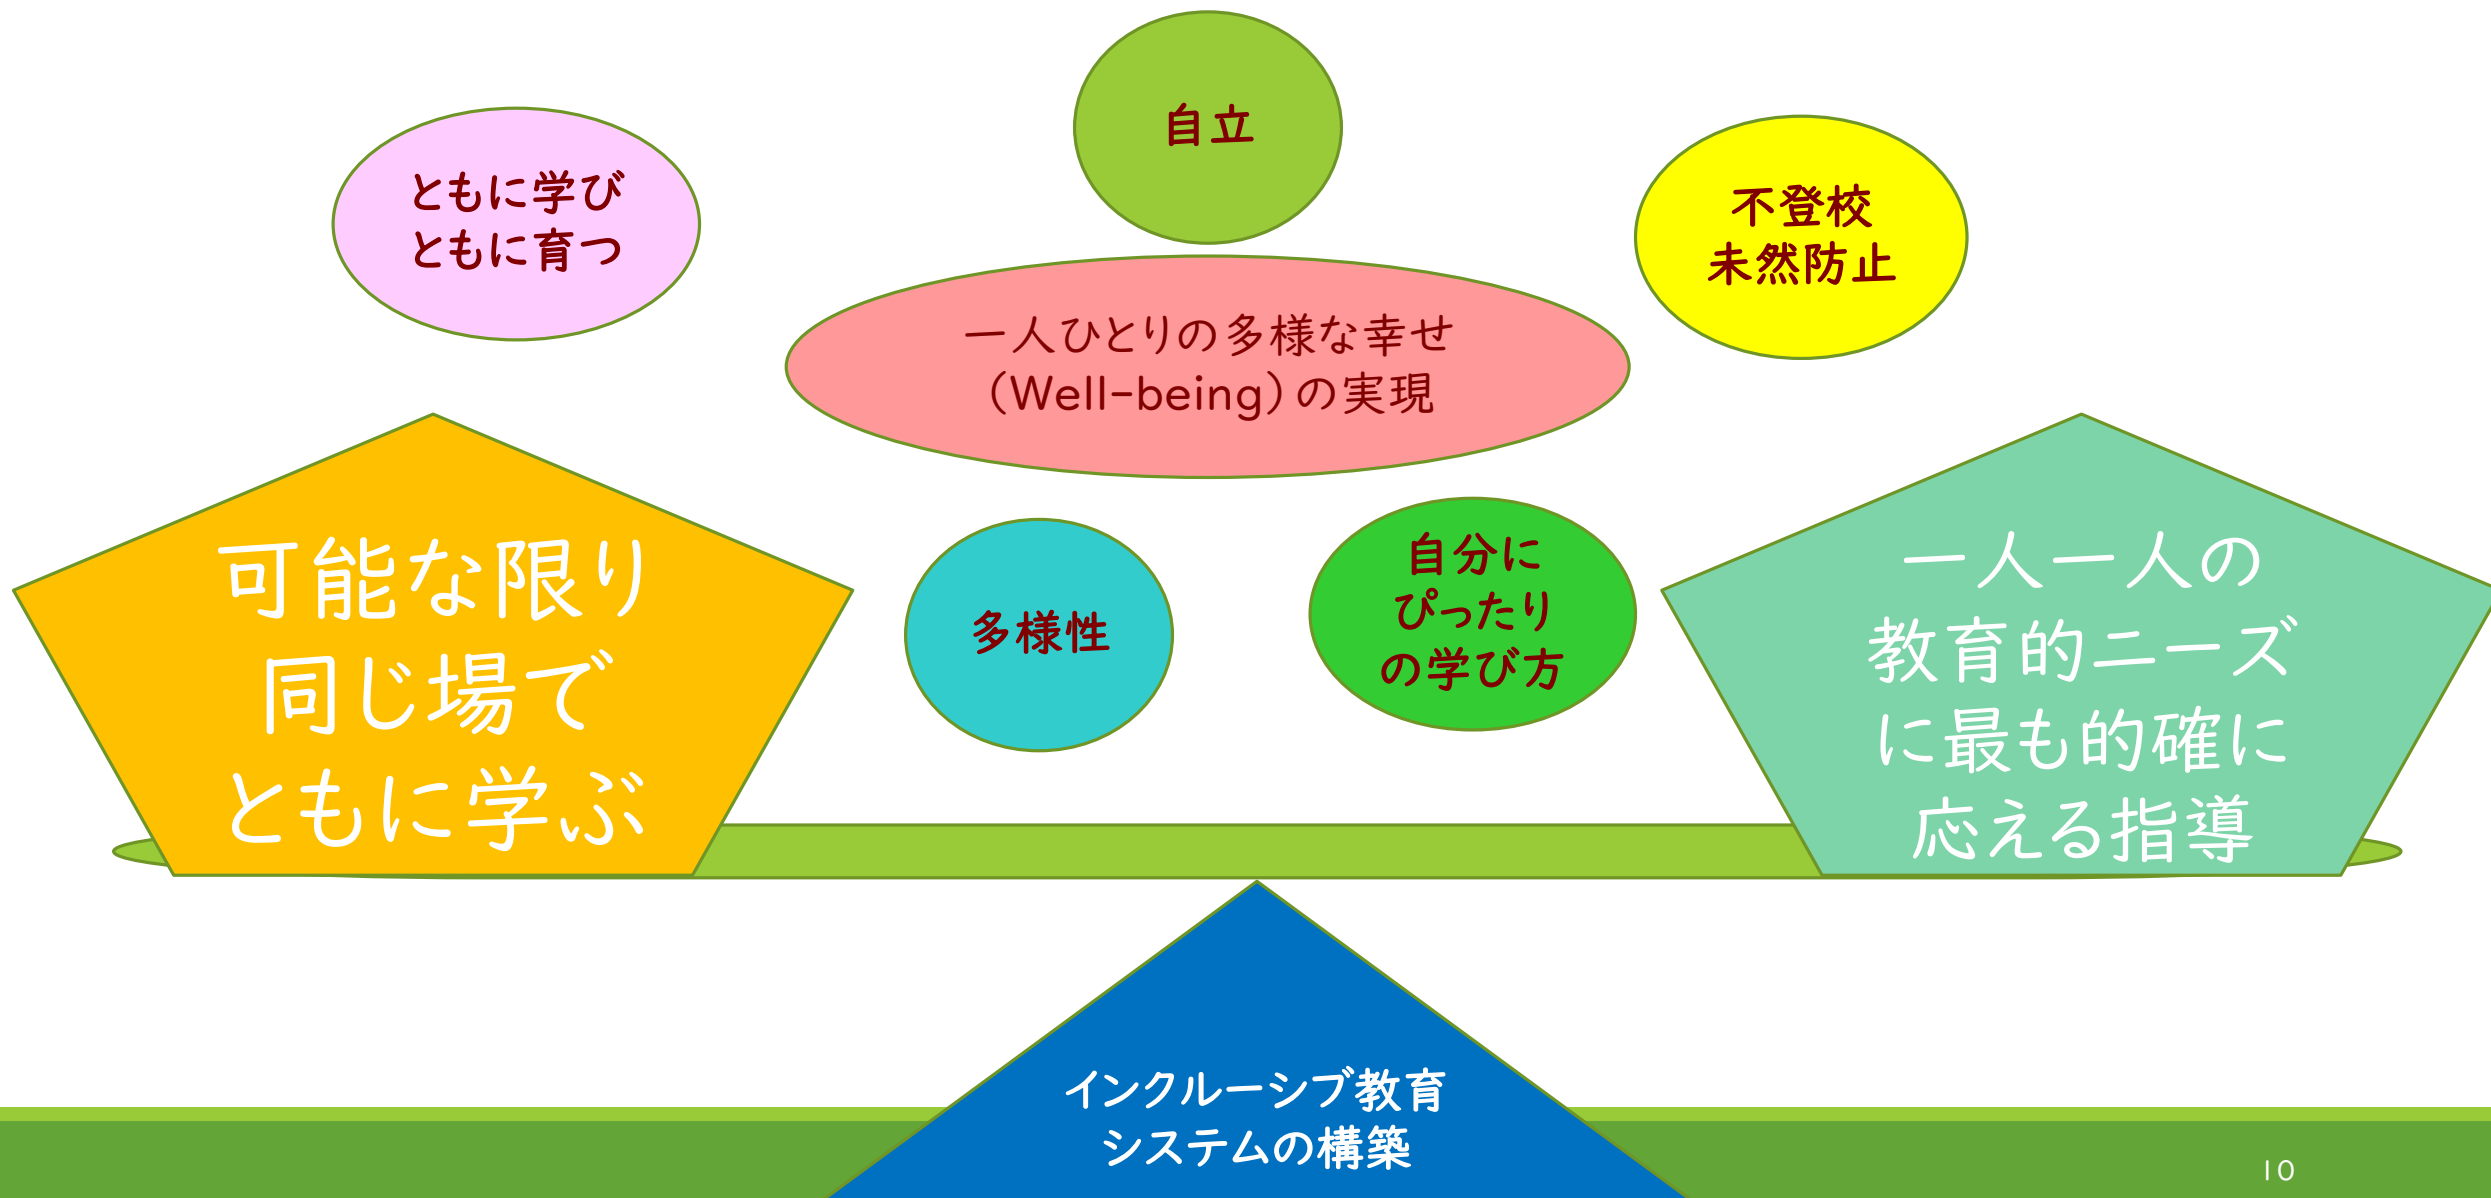 自立
ともに学び
ともに育つ
不登校
未然防止
一人ひとりの多様な幸せ
（Well-being）の実現
可能な限り
同じ場で
ともに学ぶ
多様性
自分に
ぴったり
の学び方
一人一人の
教育的ニーズ
に最も的確に
応える指導
インクルーシブ教育
システムの構築
10